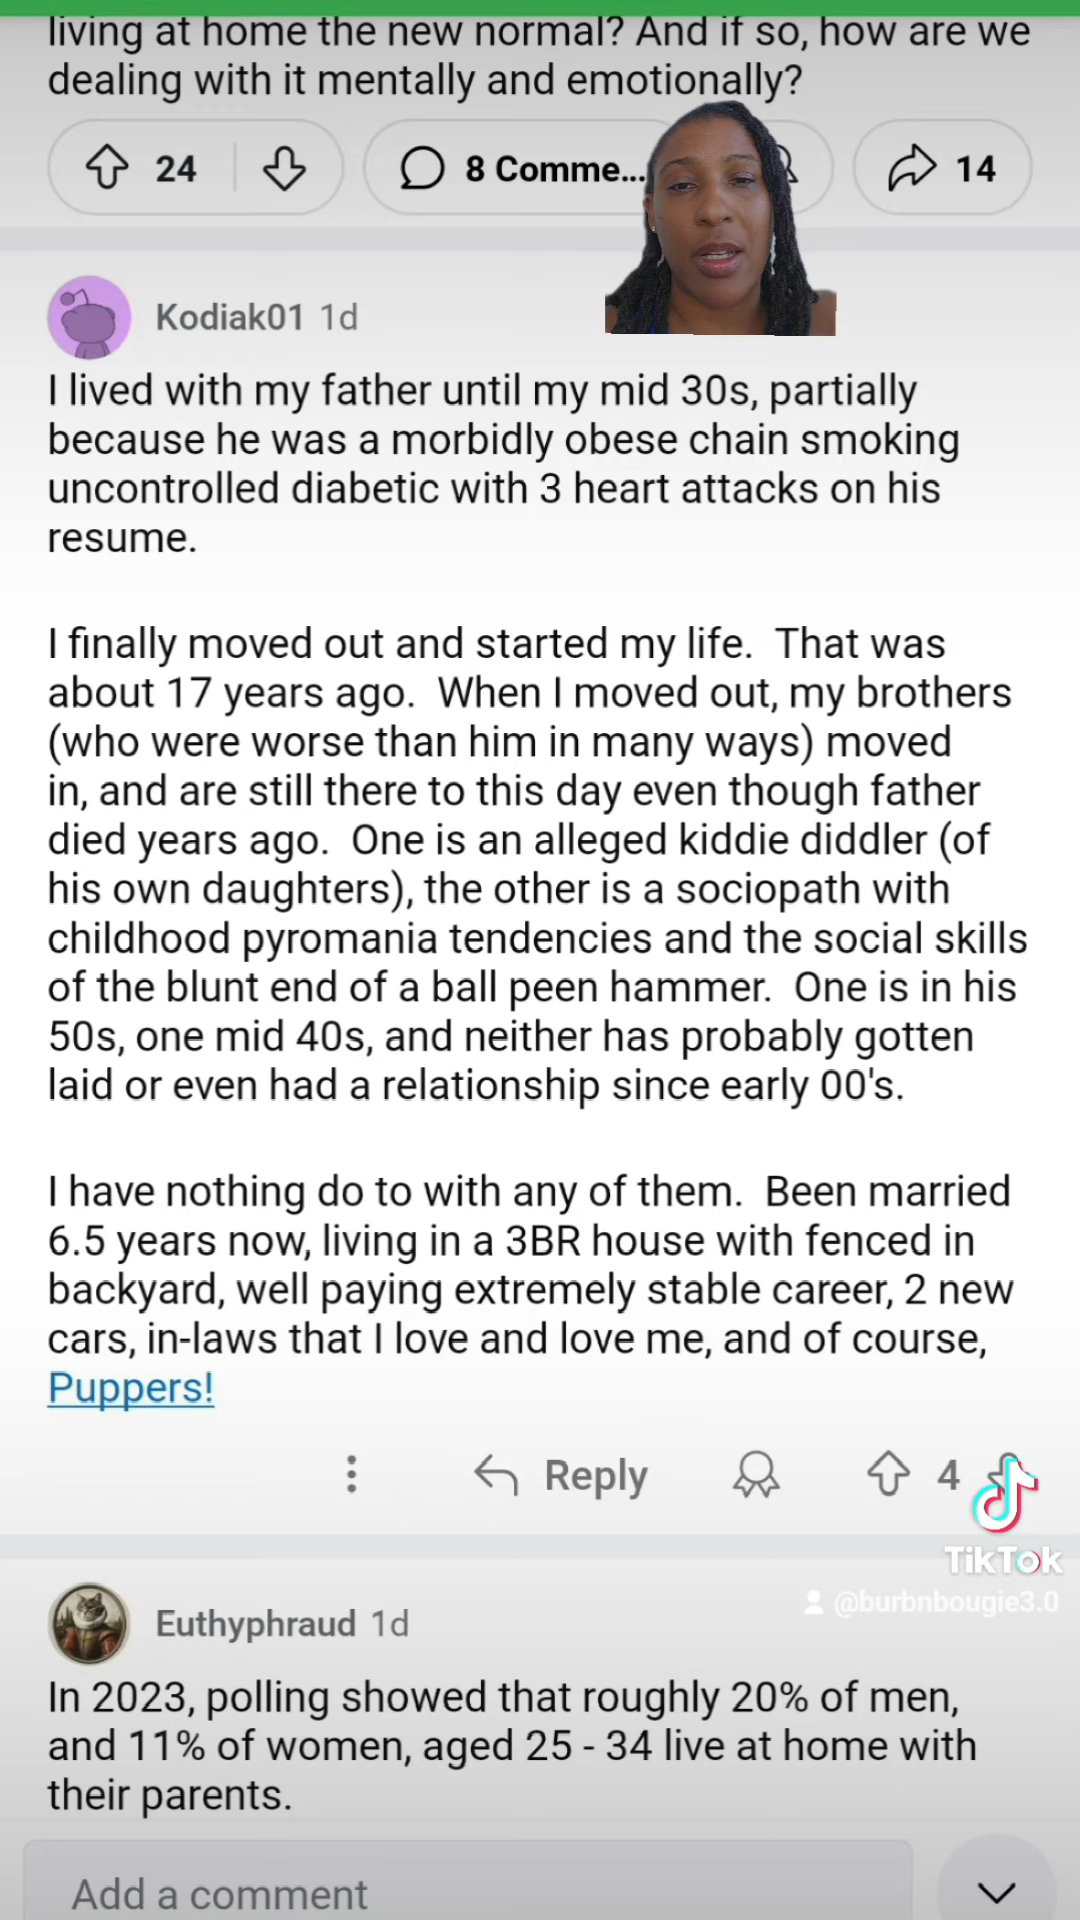 living at home the new normal? And if so, how are we
dealing with it mentally and emotionally?
24
8 Comme...
14
Kodiak01 1d
I lived with my father until my mid 30s, partially
because he was a morbidly obese chain smoking
uncontrolled diabetic with 3 heart attacks on his
resume.
I finally moved out and started my life.  That was
about 17 years ago.  When I moved out, my brothers
(who were worse than him in many ways) moved
in, and are still there to this day even though father
died years ago.  One is an alleged kiddie diddler (of
his own daughters), the other is a sociopath with
childhood pyromania tendencies and the social skills
of the blunt end of a ball peen hammer.  One is in his
50s, one mid 40s, and neither has probably gotten
laid or even had a relationship since early 00's.
I have nothing do to with any of them.  Been married
6.5 years now, living in a 3BR house with fenced in
backyard, well paying extremely stable career, 2 new
cars, in-laws that I love and love me, and of course,
Puppers!
Reply
4
TikTok
@burbnbougie3.0
Euthyphraud 1d
In 2023, polling showed that roughly 20% of men,
and 11% of women, aged 25 - 34 live at home with
their parents.
Add a comment